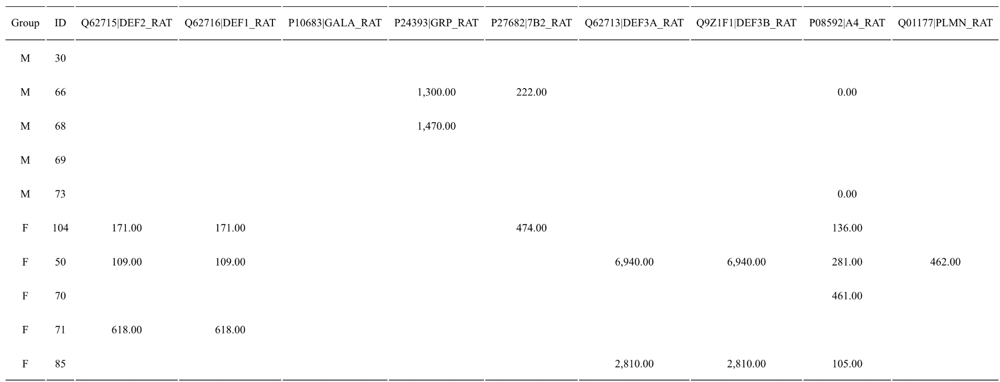 Group ID Q62715|DEF2_RAT Q62716|DEF1_RAT P10683|GALA_RAT P24393|GRP_RAT P27682|7B2_RAT Q62713|DEF3A_RAT Q9Z1F1|DEF3B_RAT P08592|A4_RAT Q01177|PLMN_RAT
M 30
M 66 1,300.00 222.00 0.00
M 68 1,470.00
M 69
M 73 0.00
F 104 171.00 171.00 474.00 136.00
F 50 109.00 109.00 6,940.00 6,940.00 281.00 462.00
F 70 461.00
F 71 618.00 618.00
F 85 2,810.00 2,810.00 105.00